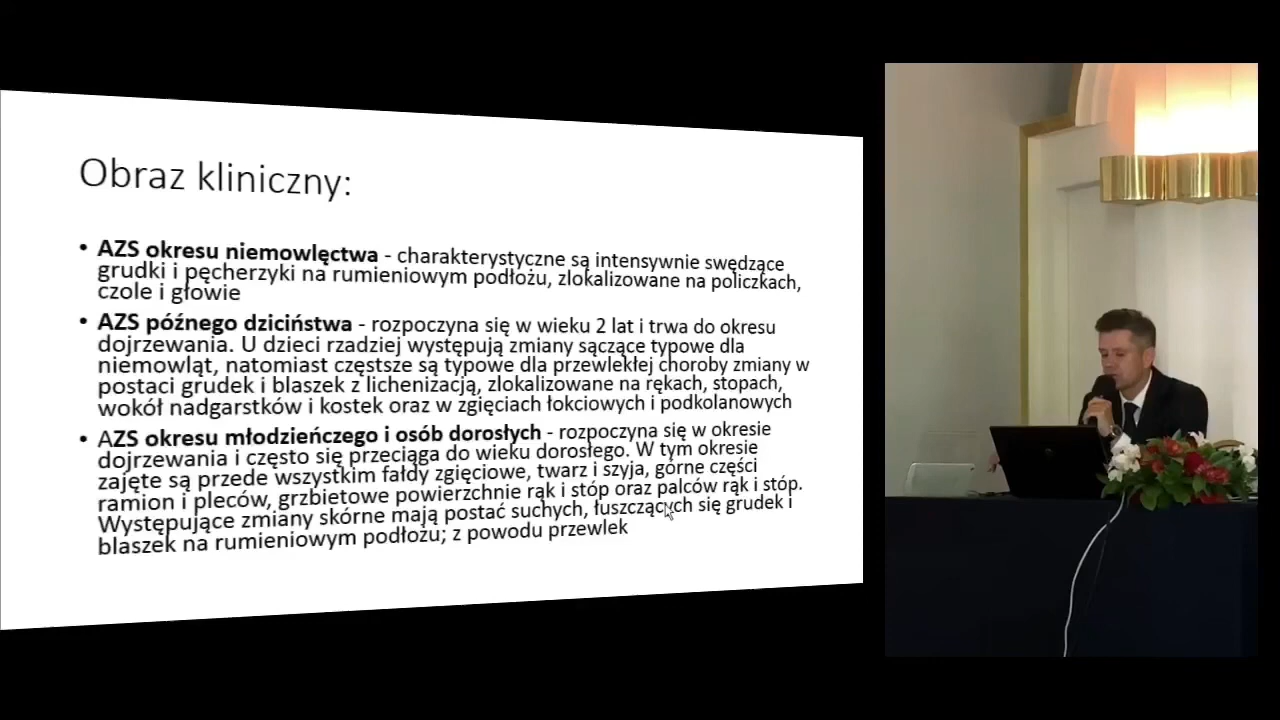 Obraz kliniczny:
• AZS okresu niemowlęctwa - charakterystyczne są intensywnie swędzące
grudki i pęcherzyki na rumieniowym podłożu, zlokalizowane na policzkach,
czole i głowie
• AZS późnego dziciństwa - rozpoczyna się w wieku 2 lat i trwa do okresu
dojrzewania. U dzieci rzadziej występują zmiany sączące typowe dla
niemowląt, natomiast częstsze są typowe dla przewlekłej choroby zmiany w
postaci grudek i blaszek z lichenizacją, zlokalizowane na rękach, stopach,
wokół nadgarstków i kostek oraz w zgięciach łokciowych i podkolanowych
• AZS okresu młodzieńczego i osób dorosłych - rozpoczyna się w okresie
dojrzewania i często się przeciąga do wieku dorosłego. W tym okresie
zajęte są przede wszystkim fałdy zgięciowe, twarz i szyja, górne części
ramion i pleców, grzbietowe powierzchnie rąk i stóp oraz palców rąk i stóp.
Występujące zmiany skórne mają postać suchych, łuszczących się grudek i
blaszek na rumieniowym podłożu; z powodu przewlek